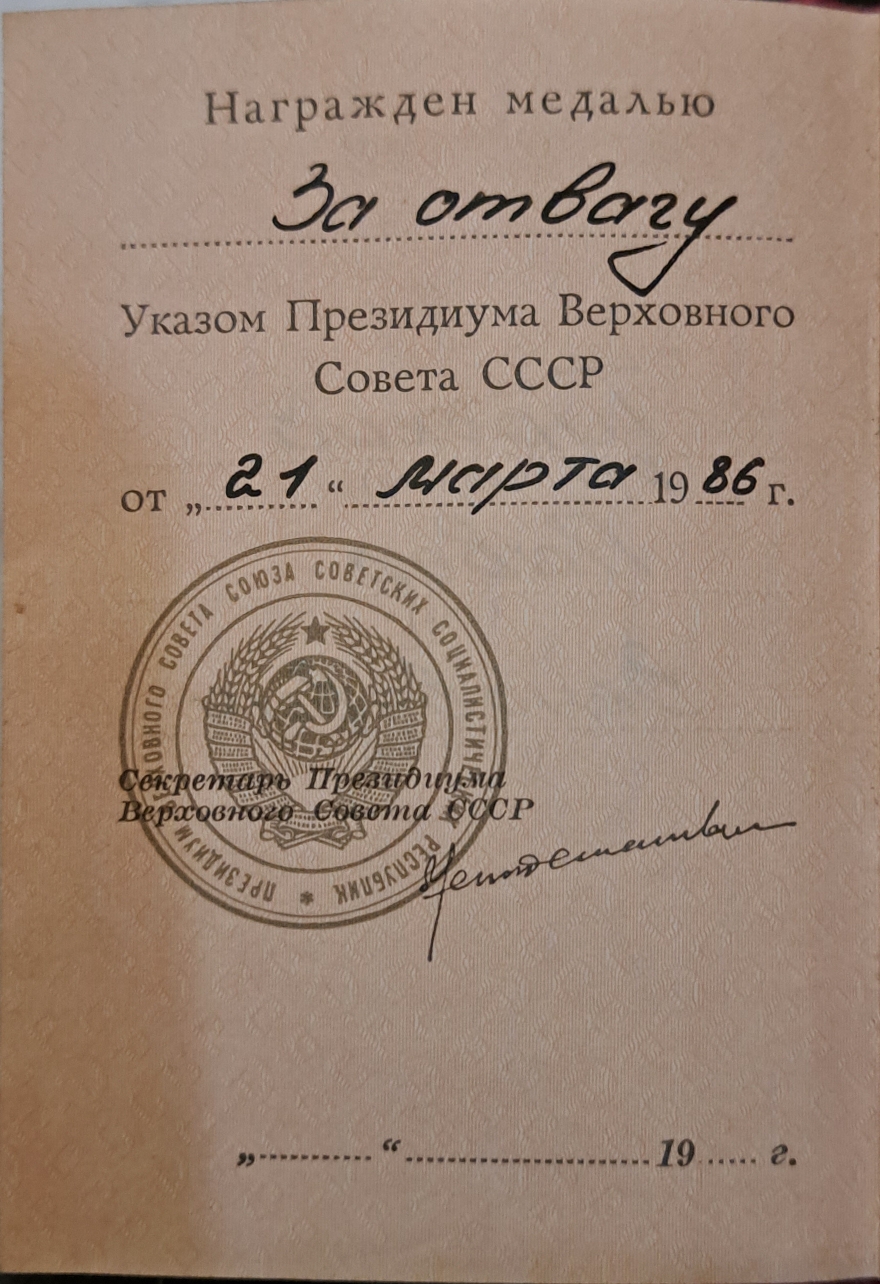 Награжден медалью
За отвагу
Указом Президиума Верховного
Совета СССР
от „21“ марта 1986 г.
ПРЕЗИДИУМ ВЕРХОВНОГО СОВЕТА СОЮЗА СОВЕТСКИХ СОЦИАЛИСТИЧЕСКИХ РЕСПУБЛИК *
Секретарь Президиума
Верховного Совета СССР
„..........“.......................19..... г.